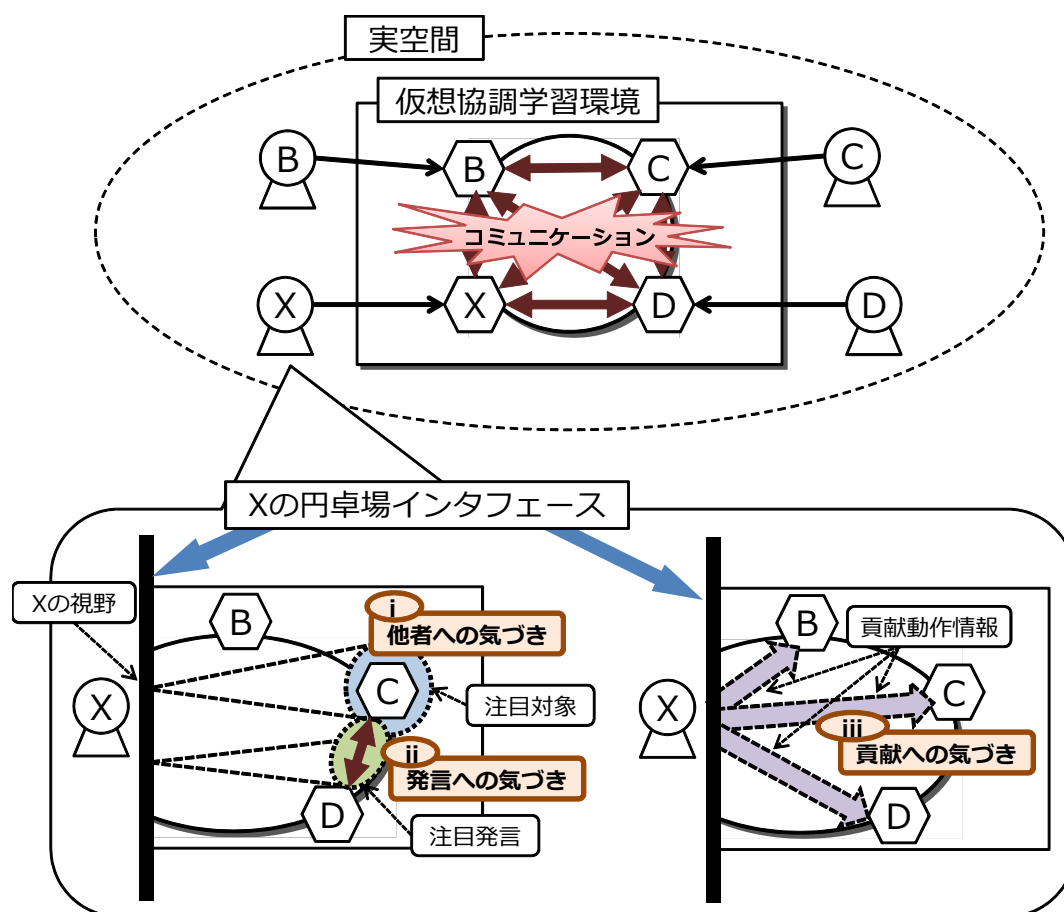 実空間
仮想協調学習環境
B
B
C
C
コミュニケーション
X
X
D
D
Xの円卓場インタフェース
Xの視野
B
i
他者への気づき
X
C
注目対象
ii
発言への気づき
D
注目発言
B
貢献動作情報
X
C
iii
貢献への気づき
D